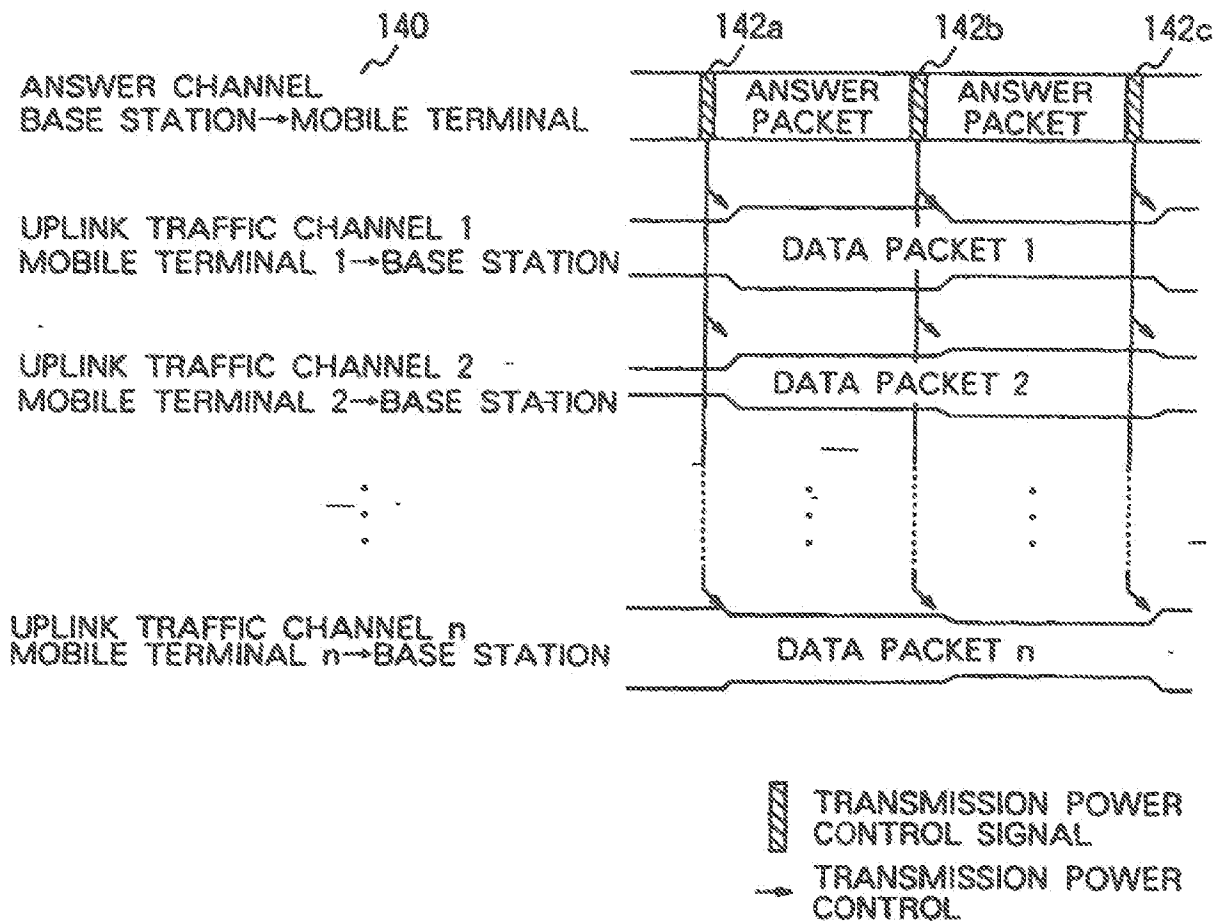 140
142a
142b
142c
ANSWER CHANNEL
BASE STATION→MOBILE TERMINAL
ANSWER
PACKET
ANSWER
PACKET
UPLINK TRAFFIC CHANNEL 1
MOBILE TERMINAL 1→BASE STATION
DATA PACKET 1
UPLINK TRAFFIC CHANNEL 2
MOBILE TERMINAL 2→BASE STATION
DATA PACKET 2
UPLINK TRAFFIC CHANNEL n
MOBILE TERMINAL n→BASE STATION
DATA PACKET n
TRANSMISSION POWER
CONTROL SIGNAL
TRANSMISSION POWER
CONTROL